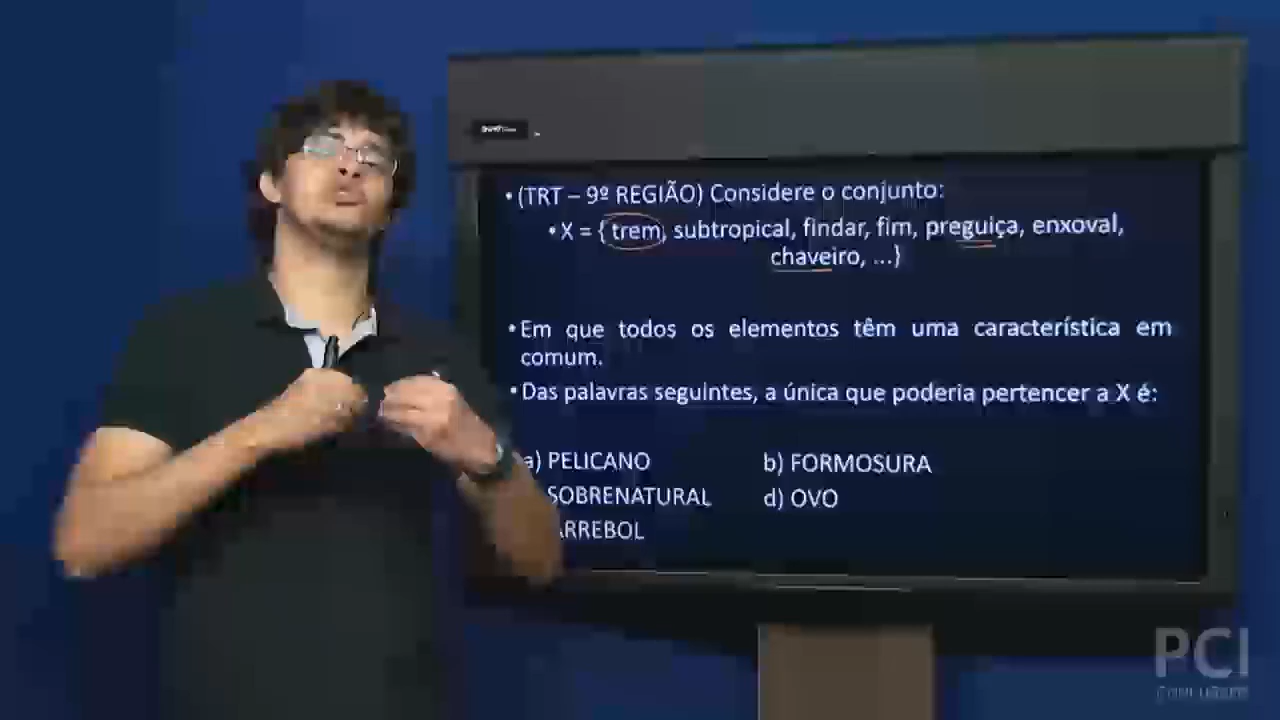 • (TRT – 9º REGIÃO) Considere o conjunto:
• X = { trem, subtropical, findar, fim, preguiça, enxoval,
chaveiro, ...}
• Em que todos os elementos têm uma característica em
comum.
• Das palavras seguintes, a única que poderia pertencer a X é:
a) PELICANO b) FORMOSURA
SOBRENATURAL d) OVO
ARREBOL
PCI